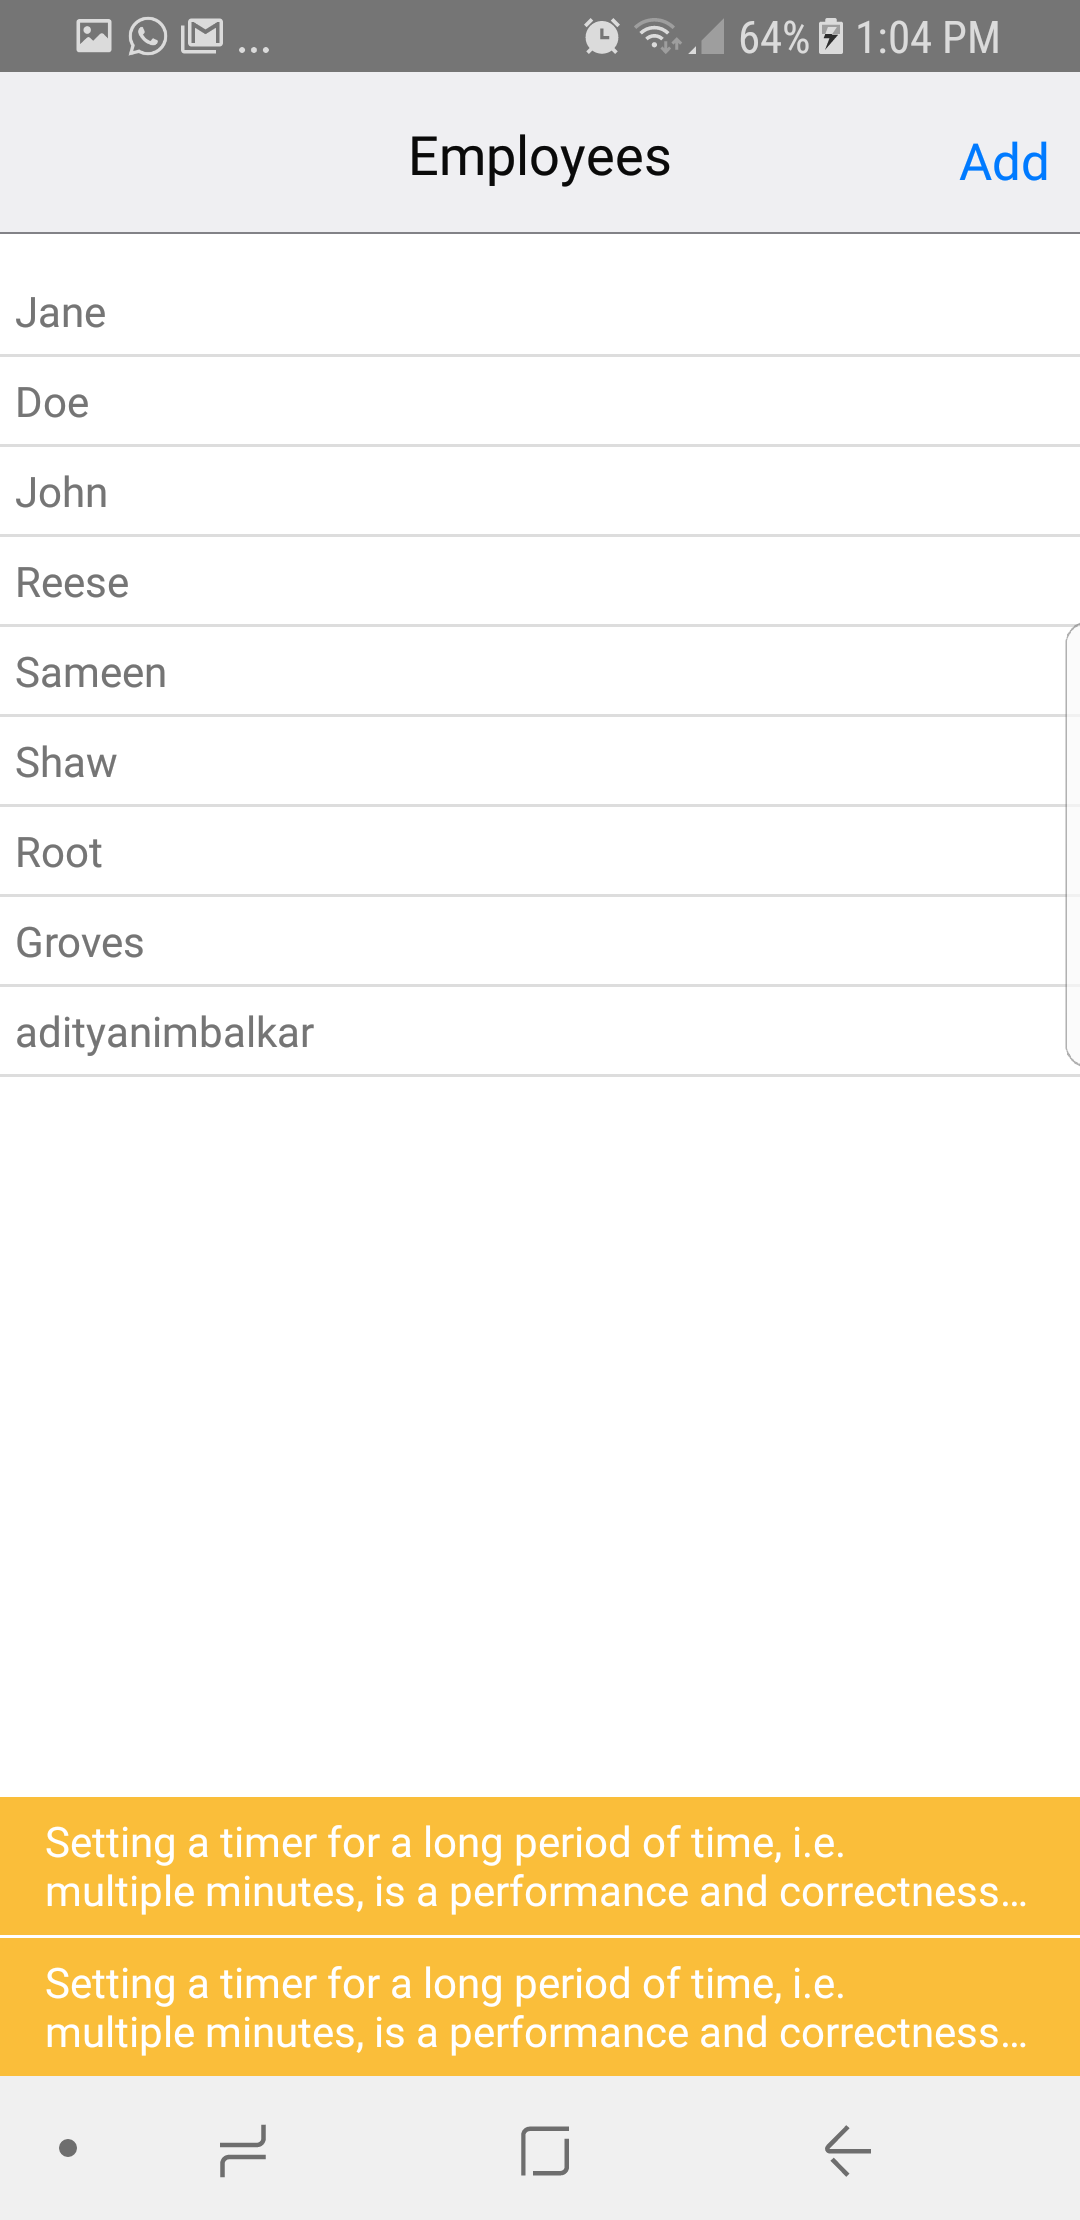 64% 1:04 PM
Employees
Add
Jane
Doe
John
Reese
Sameen
Shaw
Root
Groves
adityanimbalkar
Setting a timer for a long period of time, i.e.
multiple minutes, is a performance and correctness...
Setting a timer for a long period of time, i.e.
multiple minutes, is a performance and correctness...